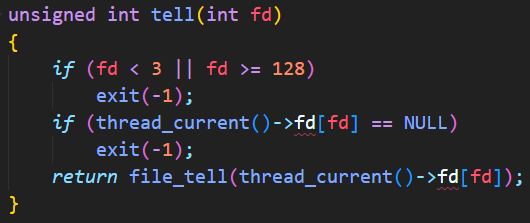 unsigned int tell(int fd)
{
    if (fd < 3 || fd >= 128)
        exit(-1);
    if (thread_current()->fd[fd] == NULL)
        exit(-1);
    return file_tell(thread_current()->fd[fd]);
}